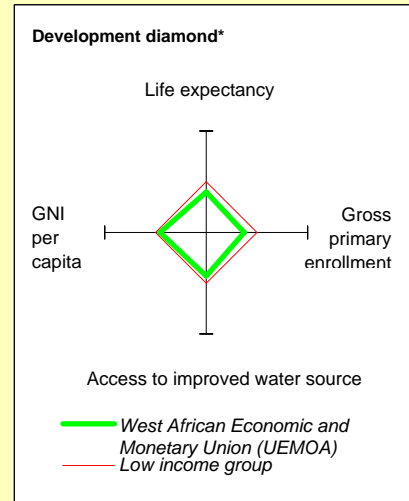 Development diamond*
Life expectancy
GNI
per
capita
Gross
primary
enrollment
Access to improved water source
West African Economic and
Monetary Union (UEMOA)
Low income group